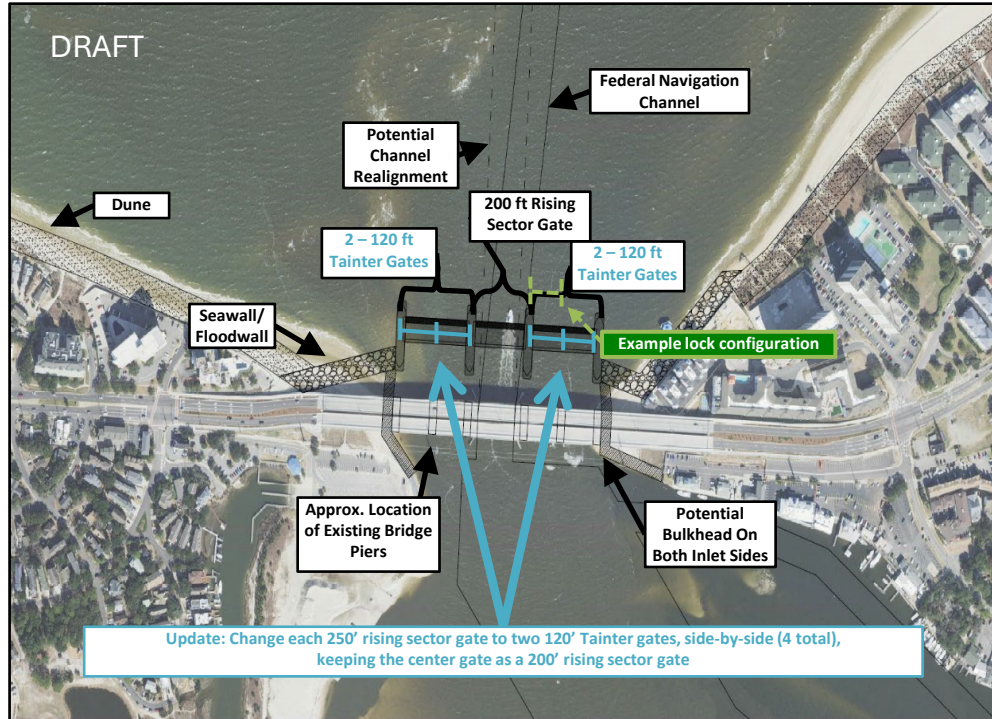 DRAFT
Federal Navigation
Channel
Potential
Channel
Realignment
Dune
200 ft Rising
Sector Gate
2 – 120 ft
Tainter Gates
2 – 120 ft
Tainter Gates
Seawall/
Floodwall
Example lock configuration
Approx. Location
of Existing Bridge
Piers
Potential
Bulkhead On
Both Inlet Sides
Update: Change each 250' rising sector gate to two 120' Tainter gates, side-by-side (4 total),
keeping the center gate as a 200' rising sector gate